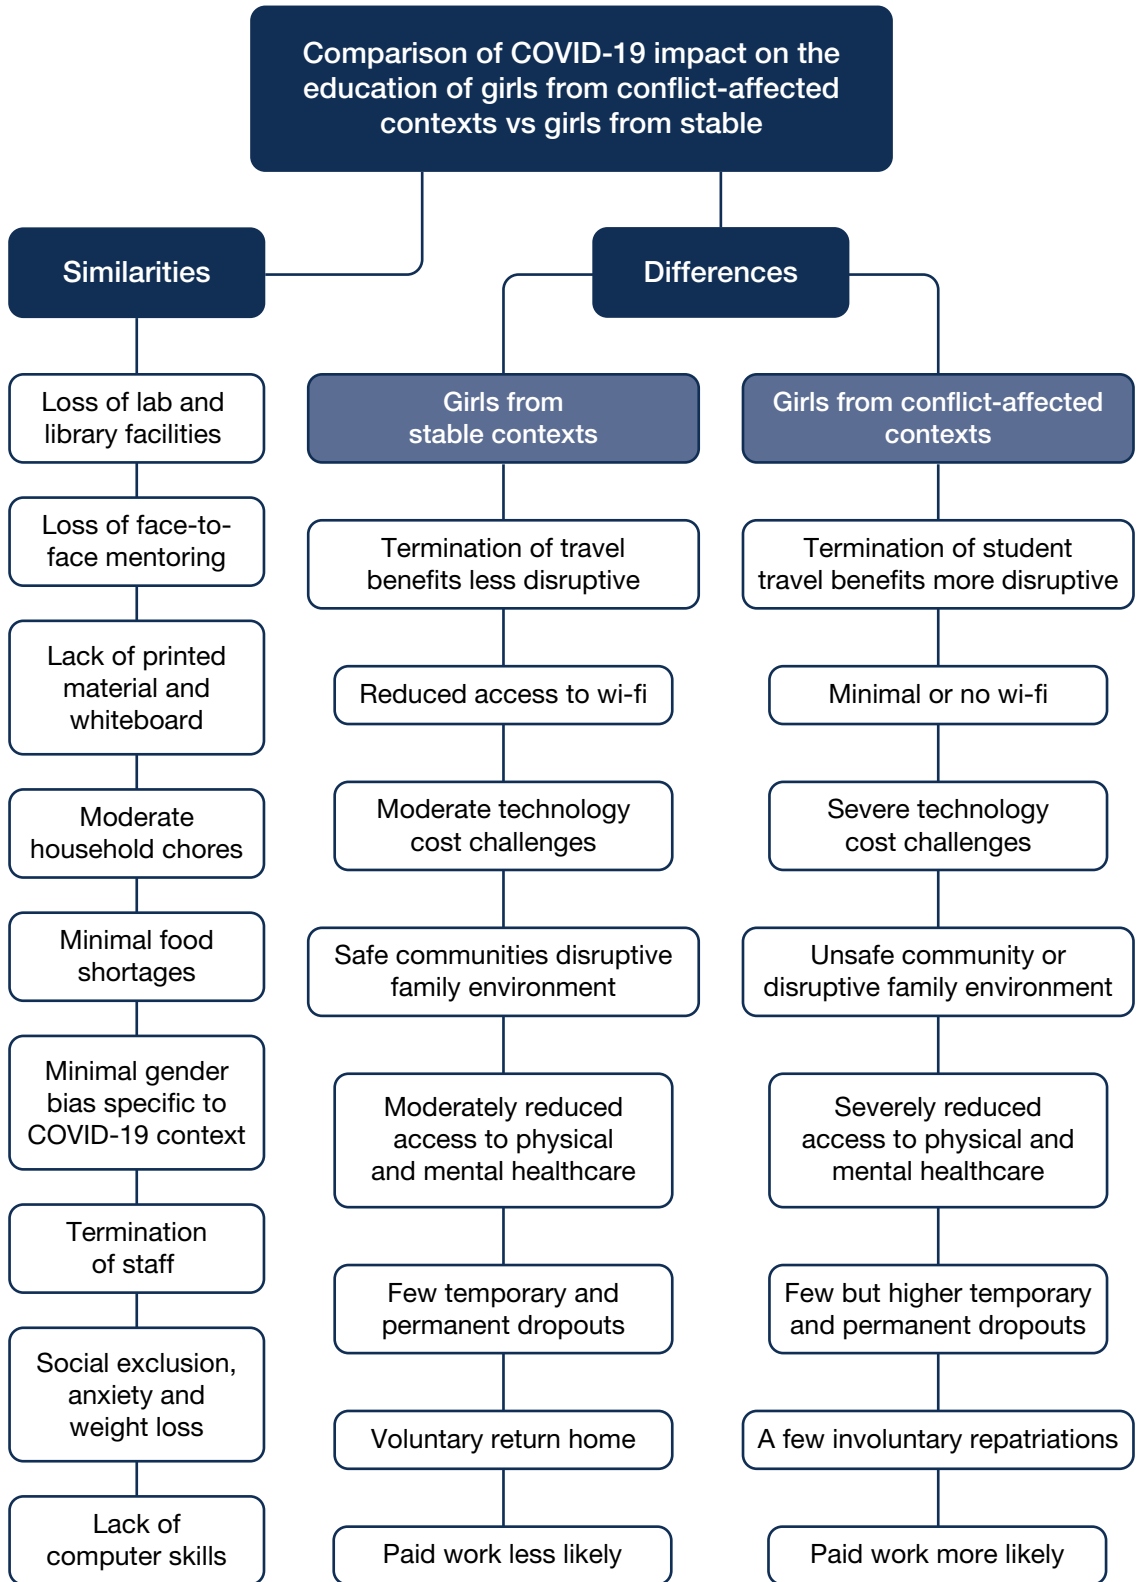 Comparison of COVID-19 impact on the
education of girls from conflict-affected
contexts vs girls from stable
Similarities
Loss of lab and
library facilities
Loss of face-to-
face mentoring
Lack of printed
material and
whiteboard
Moderate
household chores
Minimal food
shortages
Minimal gender
bias specific to
COVID-19 context
Termination
of staff
Social exclusion,
anxiety and
weight loss
Lack of
computer skills
Differences
Girls from
stable contexts
Termination of travel
benefits less disruptive
Reduced access to wi-fi
Moderate technology
cost challenges
Safe communities disruptive
family environment
Moderately reduced
access to physical
and mental healthcare
Few temporary and
permanent dropouts
Voluntary return home
Paid work less likely
Girls from conflict-affected
contexts
Termination of student
travel benefits more disruptive
Minimal or no wi-fi
Severe technology
cost challenges
Unsafe community or
disruptive family environment
Severely reduced
access to physical and
mental healthcare
Few but higher temporary
and permanent dropouts
A few involuntary repatriations
Paid work more likely